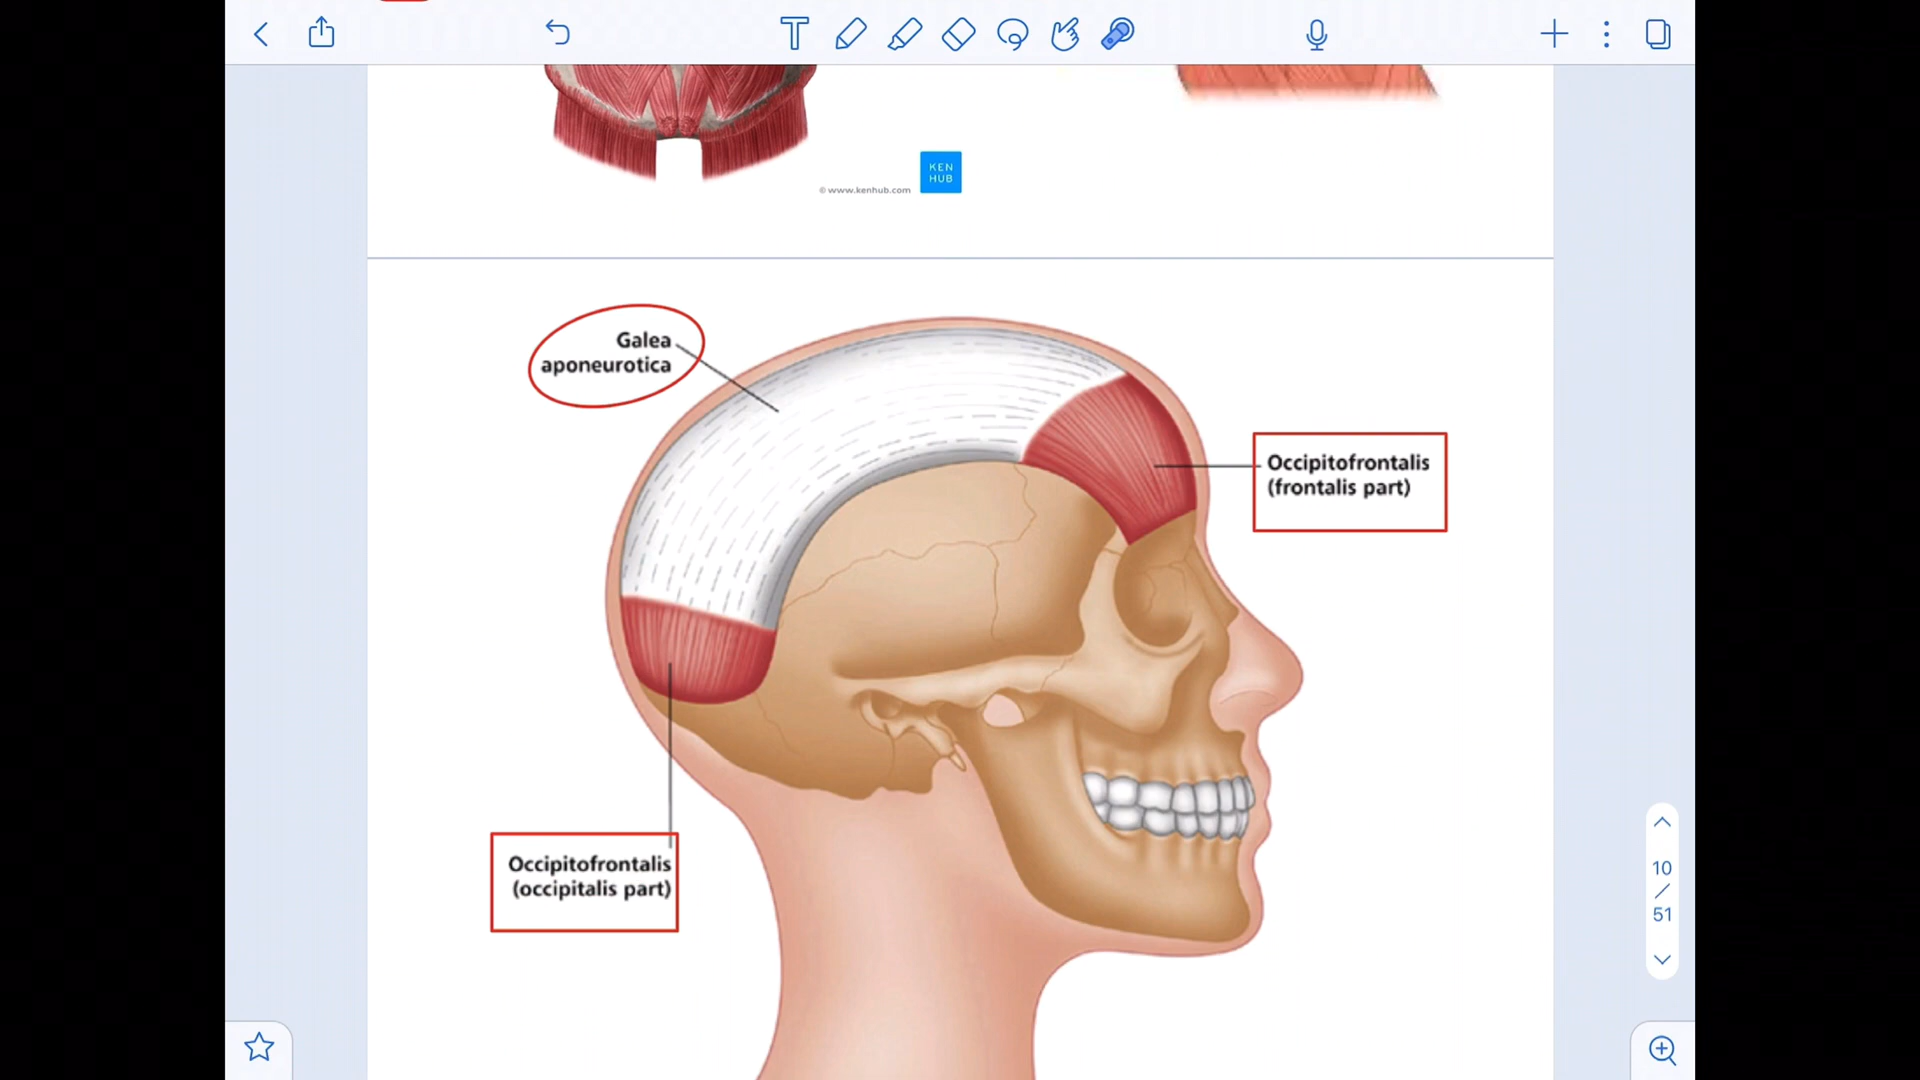 KEN
HUB
© www.kenhub.com
Galea
aponeurotica
Occipitofrontalis
(frontalis part)
Occipitofrontalis
(occipitalis part)
10
/
51